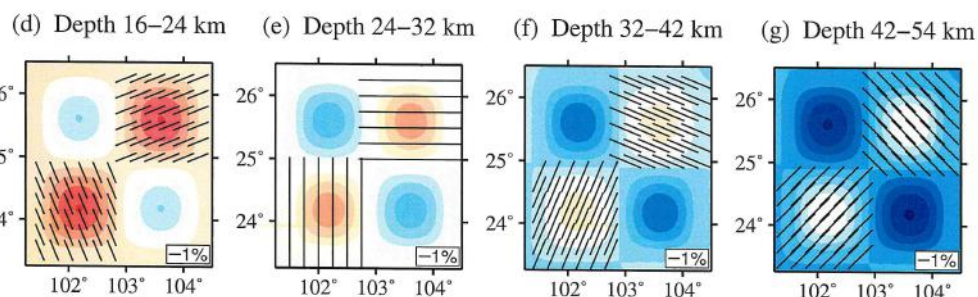 (d) Depth 16–24 km (e) Depth 24–32 km (f) Depth 32–42 km (g) Depth 42–54 km
26° 26° 26° 26°
25° 25° 25° 25°
24° 24° 24° 24°
−1% −1% −1% −1%
102° 103° 104° 102° 103° 104° 102° 103° 104° 102° 103° 104°